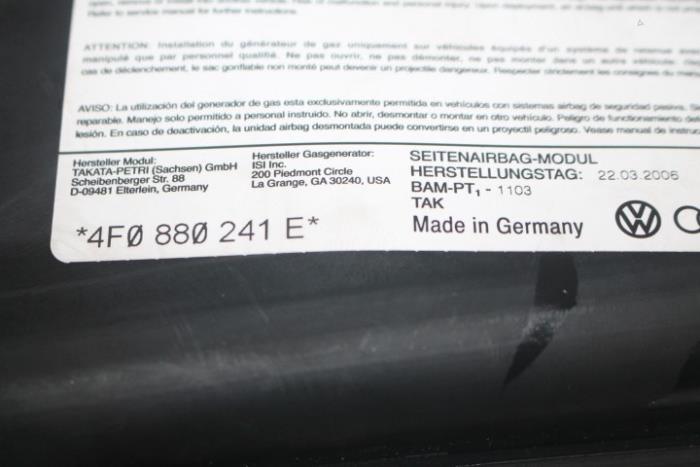 Refer to service manual for further instructions.
ATTENTION: Installation du générateur de gaz uniquement sur véhicules équipés d'un système de retenue
manipulé que par personnel qualifié. Ne pas ouvrir, ne pas démonter, ne pas monter dans un autre véhicule.
cas de déclenchement, le sac gonflable non monté peut devenir un projectile dangereux. Respecter strictement les consignes du
AVISO: La utilización del generador de gas esta exclusivamente permitida en vehículos con sistemas airbag de seguridad pasiva.
reparable. Manejo solo permitido a personal instruido. No abrir, desmontar o montar en otro vehículo. Peligro de funcionamiento
lesión. En caso de deactivación, la unidad airbag desmontada puede convertirse en un proyectil peligroso. Vease manual de
Hersteller Modul:
TAKATA-PETRI (Sachsen) GmbH
Scheibenberger Str. 88
D-09481 Elterlein, Germany
Hersteller Gasgenerator:
ISI Inc.
200 Piedmont Circle
La Grange, GA 30240, USA
SEITENAIRBAG-MODUL
HERSTELLUNGSTAG: 22.03.2006
BAM-PT₁ - 1103
TAK
Made in Germany
*4F0 880 241 E*